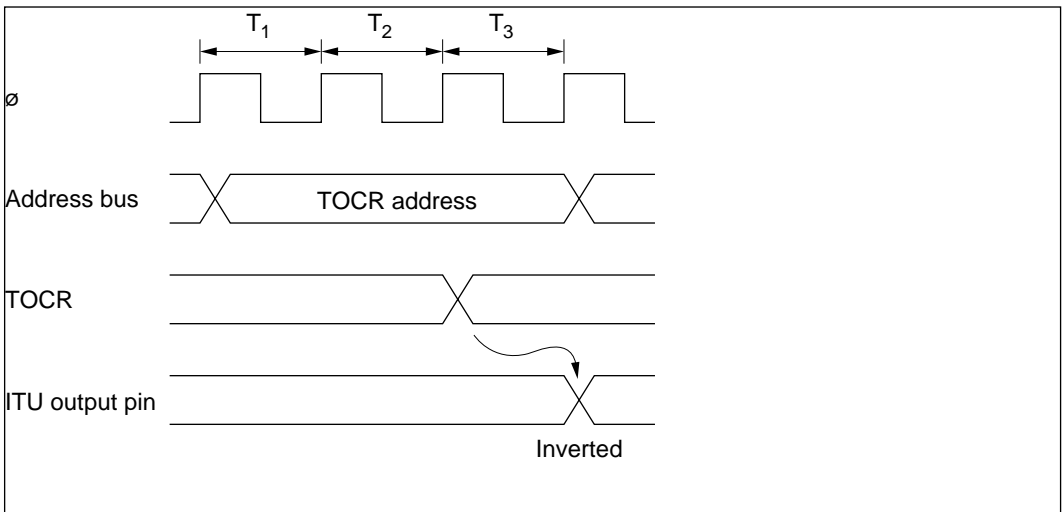 T1 T2 T3
ø
Address bus TOCR address
TOCR
ITU output pin
Inverted